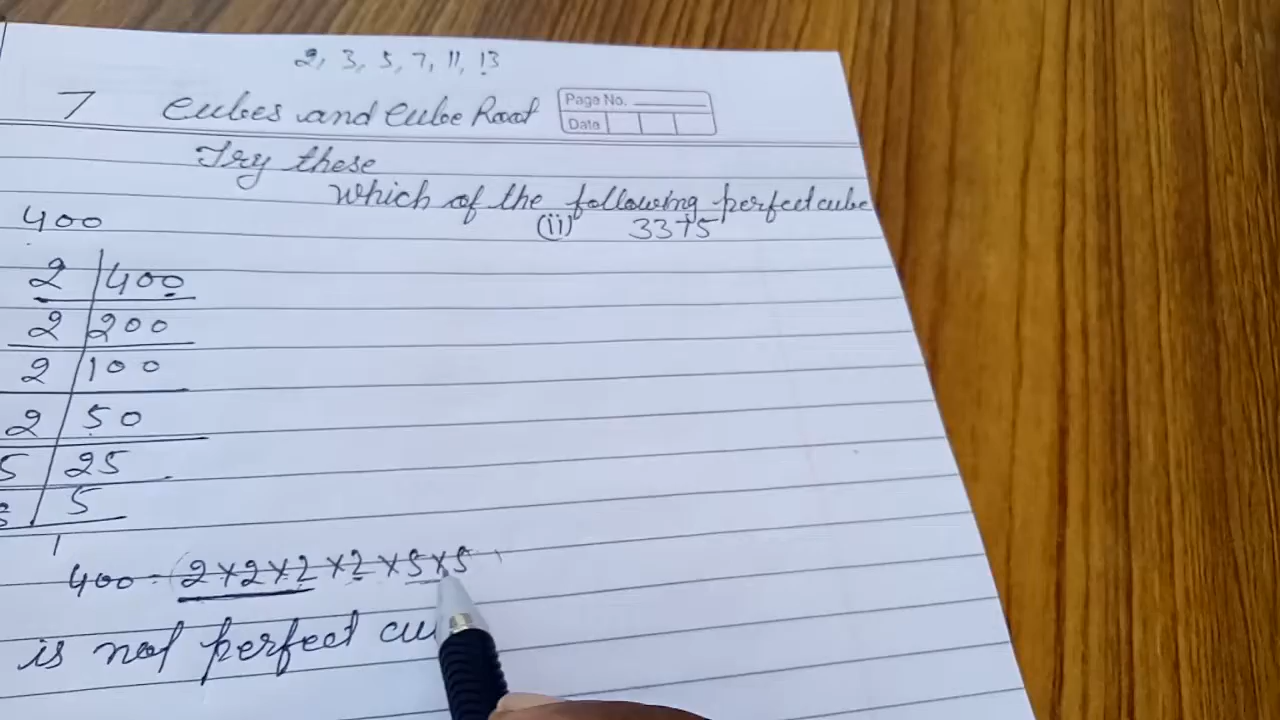 2, 3, 5, 7, 11, 13
7 Cubes and Cube Root
Page No.
Date
Try these
which of the following perfect cube
400
(ii) 3375
2 400
2 200
2 100
2 50
5 25
5 5
1
400 = 2×2×2×2×5×5
is not perfect